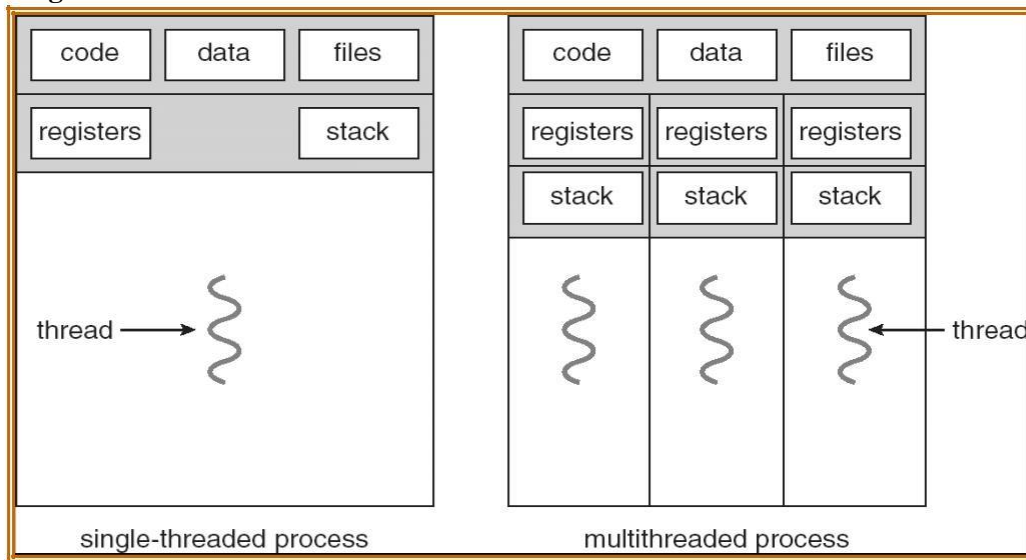 code data files code data files
registers stack registers registers registers
stack stack stack
thread thread
single-threaded process multithreaded process